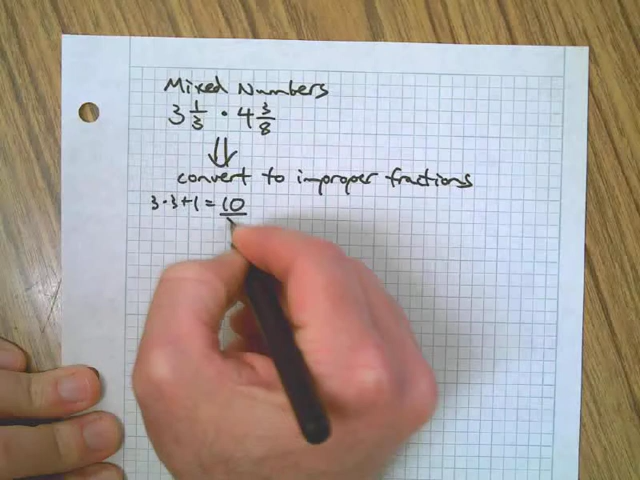 Mixed Numbers
3 1/3 · 4 3/8
⇓
convert to improper fractions
3·3+1 = 10